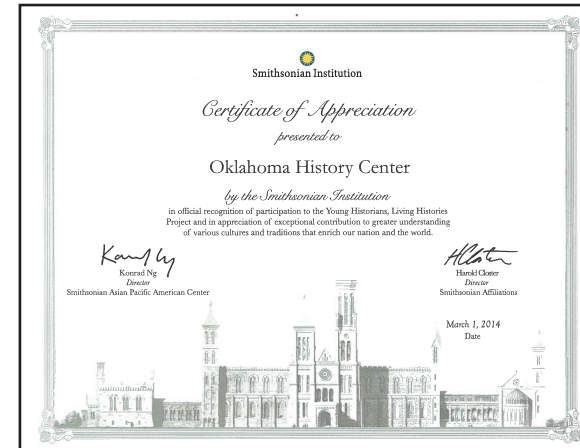 Smithsonian Institution
Certificate of Appreciation
presented to
Oklahoma History Center
by the Smithsonian Institution
in official recognition of participation to the Young Historians, Living Histories
Project and in appreciation of exceptional contribution to greater understanding
of various cultures and traditions that enrich our nation and the world.
Konrad Ng
Director
Smithsonian Asian Pacific American Center
Harold Closter
Director
Smithsonian Affiliations
March 1, 2014
Date